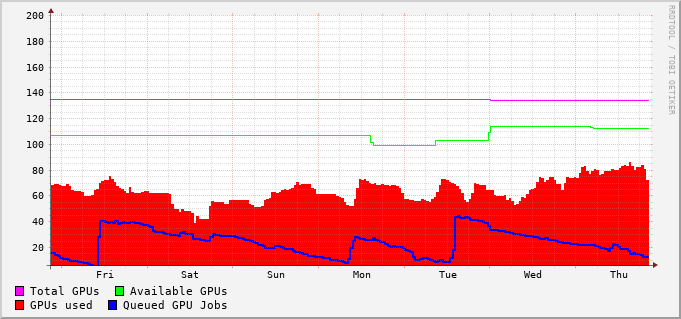 200
180
160
140
120
100
80
60
40
20
Fri Sat Sun Mon Tue Wed Thu
Total GPUs Available GPUs
GPUs used Queued GPU Jobs
RRDTOOL / TOBI OETIKER